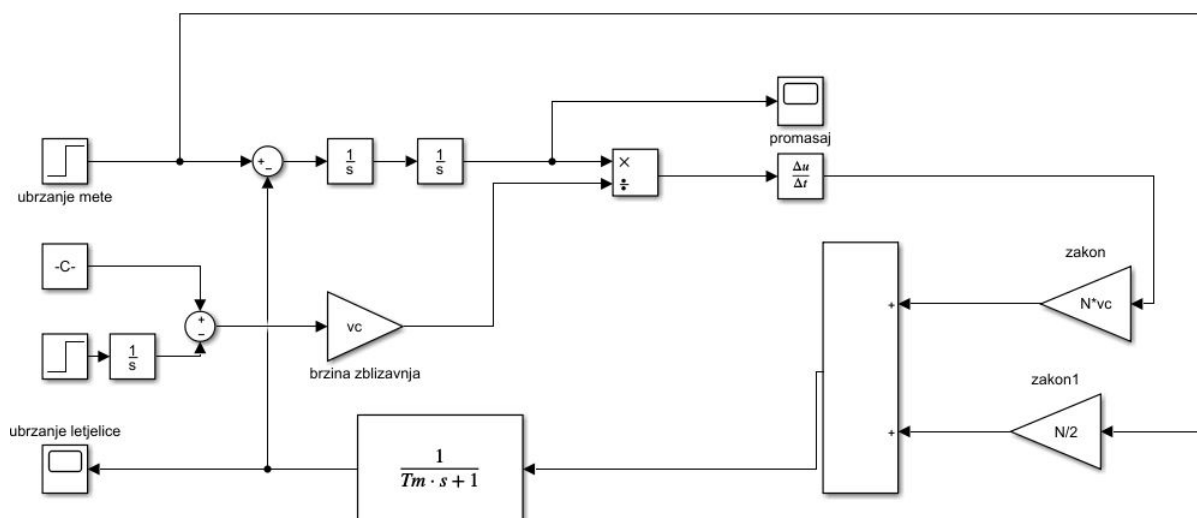 promasaj
+
−
1
s
1
s
×
÷
Δu
Δt
ubrzanje mete
zakon
-C-
+
−
+
N*vc
vc
1
s
brzina zblizavnja
zakon1
ubrzanje letjelice
+
N/2
1
Tm · s + 1